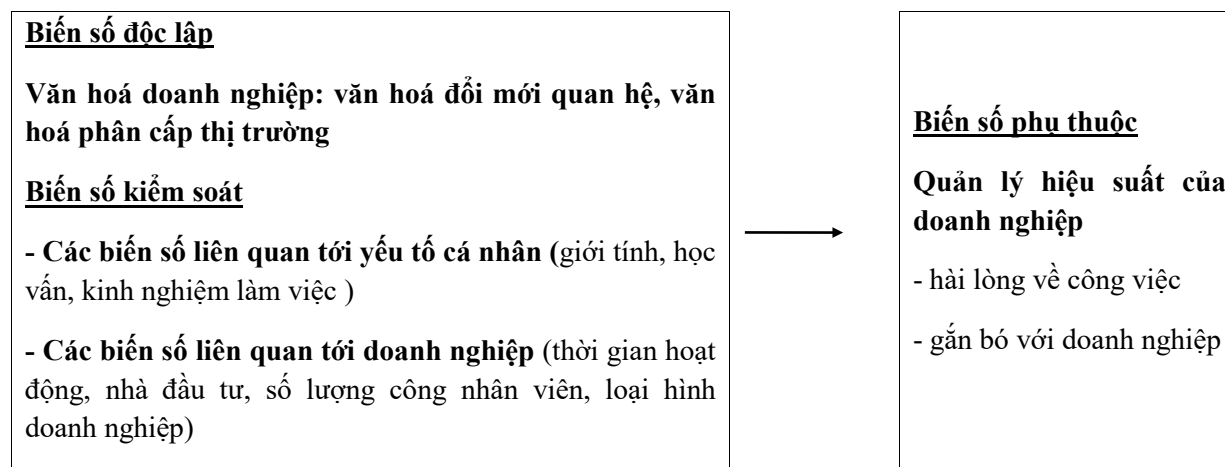 Biến số độc lập
Văn hoá doanh nghiệp: văn hoá đổi mới quan hệ, văn
hoá phân cấp thị trường
Biến số kiểm soát
- Các biến số liên quan tới yếu tố cá nhân (giới tính, học
vấn, kinh nghiệm làm việc )
- Các biến số liên quan tới doanh nghiệp (thời gian hoạt
động, nhà đầu tư, số lượng công nhân viên, loại hình
doanh nghiệp)
Biến số phụ thuộc
Quản lý hiệu suất của
doanh nghiệp
- hài lòng về công việc
- gắn bó với doanh nghiệp